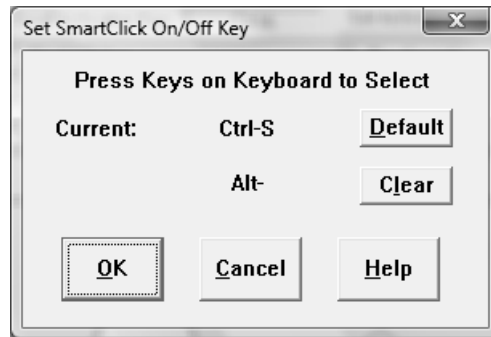 Set SmartClick On/Off Key
Press Keys on Keyboard to Select
Current: Ctrl-S Default
Alt- Clear
OK Cancel Help